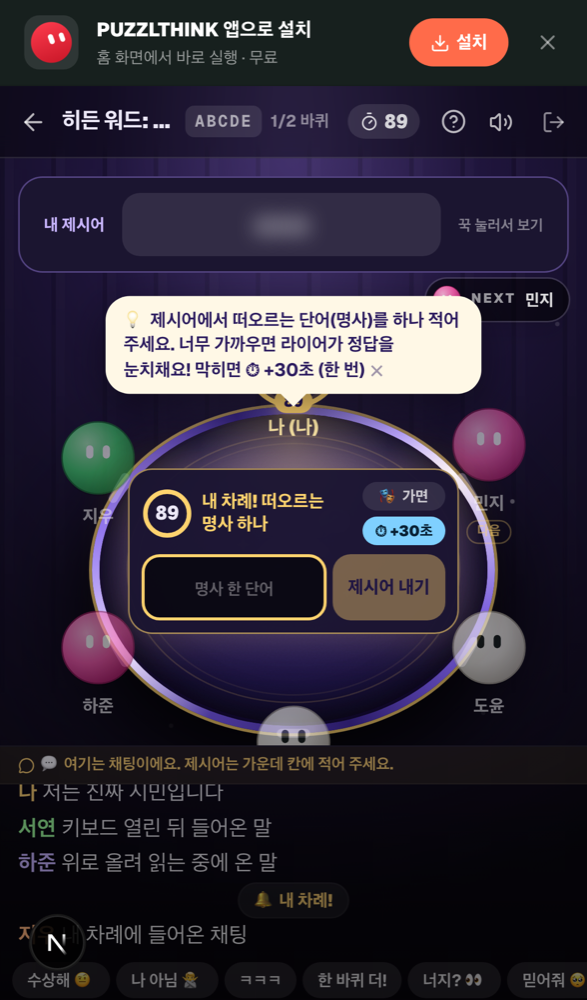 PUZZLTHINK 앱으로 설치
홈 화면에서 바로 실행 · 무료
설치
히든 워드: ...
ABCDE
1/2 바퀴
89
내 제시어
꾹 눌러서 보기
NEXT 민지
💡 제시어에서 떠오르는 단어(명사)를 하나 적어
주세요. 너무 가까우면 라이어가 정답을
눈치채요! 막히면 ⏱ +30초 (한 번) ×
나 (나)
지우
민지
89
내 차례! 떠오르는
명사 하나
🎭 가면
⏱ +30초
명사 한 단어
제시어 내기
하준
도윤
💬 여기는 채팅이에요. 제시어는 가운데 칸에 적어 주세요.
나 저는 진짜 시민입니다
서연 키보드 열린 뒤 들어온 말
하준 위로 올려 읽는 중에 온 말
🔔 내 차례!
차례에 들어온 채팅
N
수상해 🤨
나 아님 🙅
ㅋㅋㅋ
한 바퀴 더!
너지? 👀
믿어줘 🥺